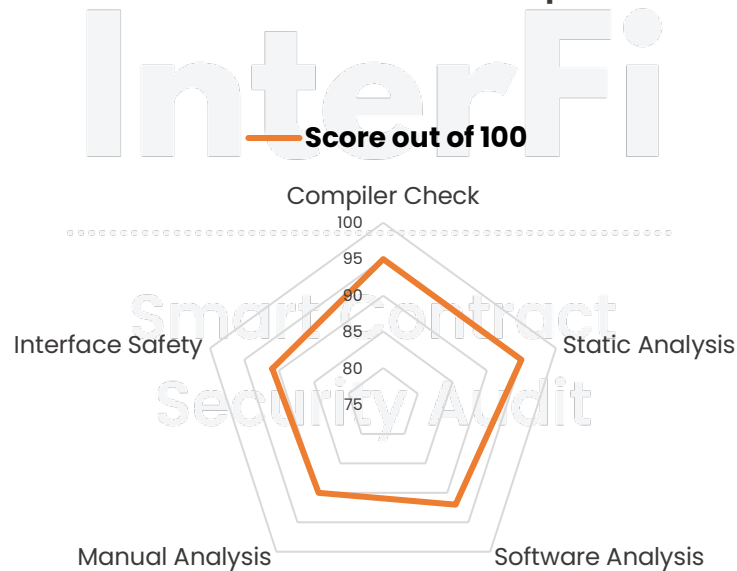 InterFi
Score out of 100
Compiler Check
100
95
90
Smart Contract
85
Interface Safety
Static Analysis
80
Security Audit
75
Manual Analysis
Software Analysis